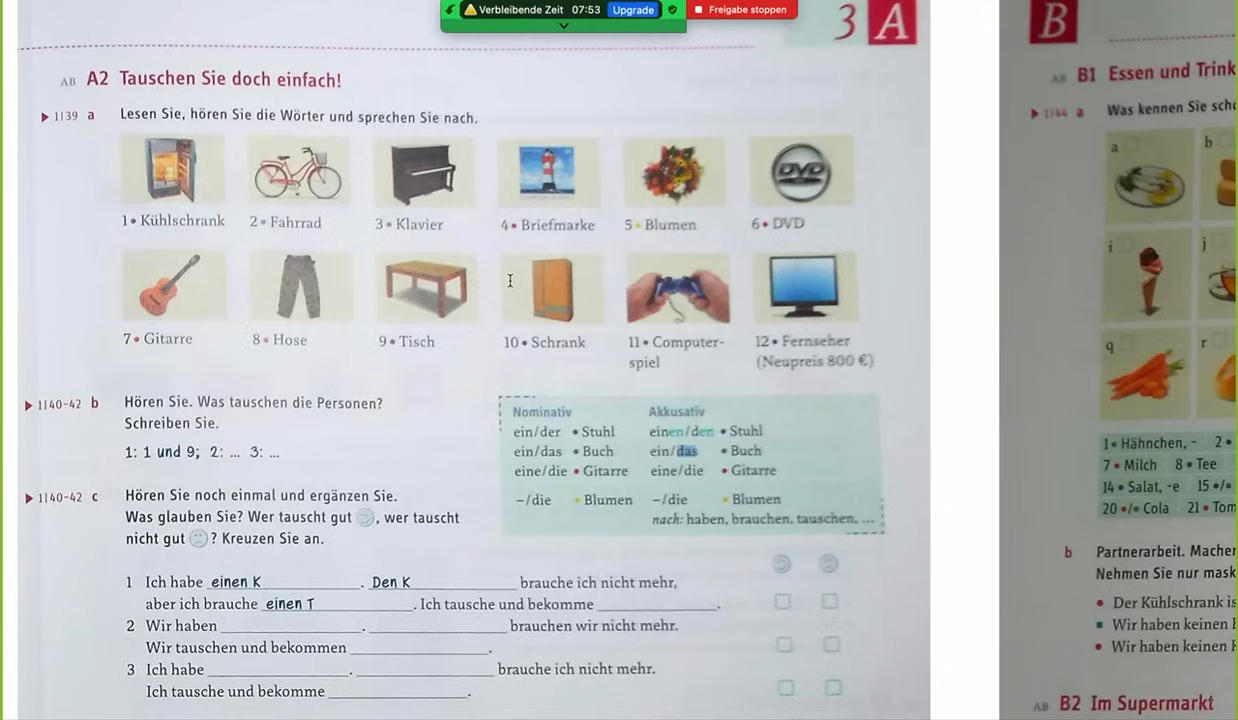 Verbleibende Zeit 07:53 Upgrade Freigabe stoppen
3 A
AB A2 Tauschen Sie doch einfach!
1|39 a Lesen Sie, hören Sie die Wörter und sprechen Sie nach.
DVD
1 • Kühlschrank 2 • Fahrrad 3 • Klavier 4 • Briefmarke 5 • Blumen 6 • DVD
7 • Gitarre 8 • Hose 9 • Tisch 10 • Schrank 11 • Computer- 12 • Fernseher
spiel (Neupreis 800 €)
1|40-42 b Hören Sie. Was tauschen die Personen?
Schreiben Sie.
1: 1 und 9; 2: ... 3: ...
Nominativ Akkusativ
ein/der • Stuhl einen/den • Stuhl
ein/das • Buch ein/das • Buch
eine/die • Gitarre eine/die • Gitarre
–/die • Blumen –/die • Blumen
nach: haben, brauchen, tauschen, ...
1|40-42 c Hören Sie noch einmal und ergänzen Sie.
Was glauben Sie? Wer tauscht gut , wer tauscht
nicht gut ? Kreuzen Sie an.
1 Ich habe einen K . Den K brauche ich nicht mehr,
aber ich brauche einen T . Ich tausche und bekomme .
2 Wir haben . brauchen wir nicht mehr.
Wir tauschen und bekommen .
3 Ich habe . brauche ich nicht mehr.
Ich tausche und bekomme .
B
AB B1 Essen und Trink
1|44 a Was kennen Sie sch
a b
i j
q r
1 • Hähnchen, - 2 •
7 • Milch 8 • Tee
14 • Salat, -e 15 •/•
20 •/• Cola 21 • Tom
b Partnerarbeit. Mache
Nehmen Sie nur mask
• Der Kühlschrank is
▪ Wir haben keinen
• Wir haben keinen
AB B2 Im Supermarkt